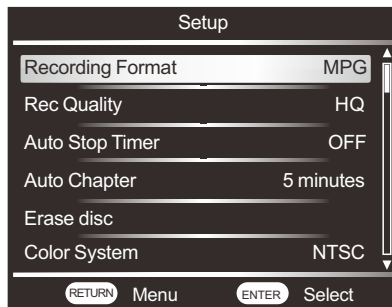 Setup
Recording Format MPG
Rec Quality HQ
Auto Stop Timer OFF
Auto Chapter 5 minutes
Erase disc
Color System NTSC
RETURN Menu ENTER Select